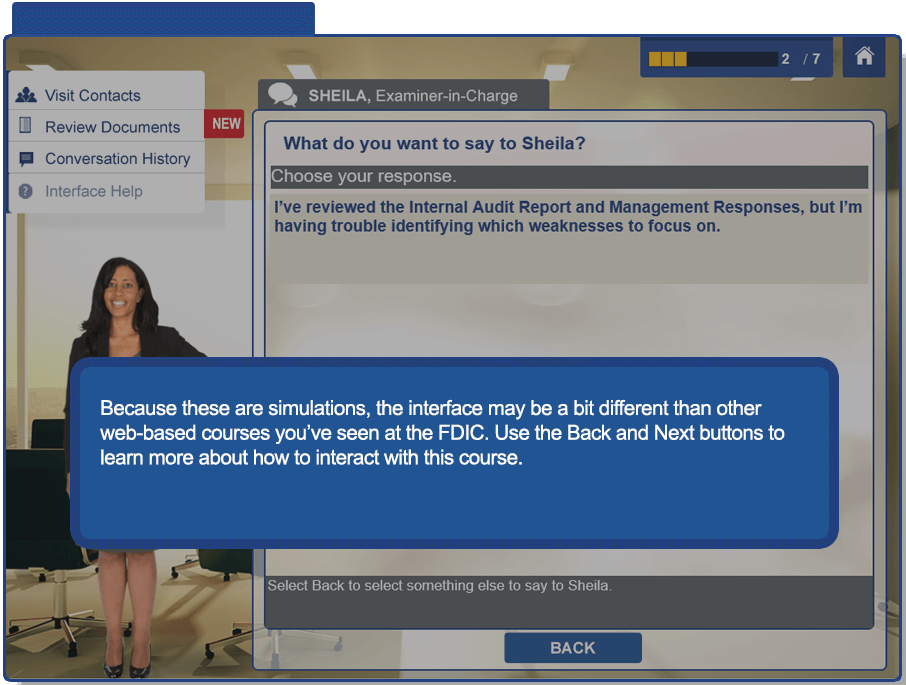 2 / 7
Visit Contacts
Review Documents
NEW
Conversation History
Interface Help
SHEILA, Examiner-in-Charge
What do you want to say to Sheila?
Choose your response.
I’ve reviewed the Internal Audit Report and Management Responses, but I’m
having trouble identifying which weaknesses to focus on.
Because these are simulations, the interface may be a bit different than other
web-based courses you’ve seen at the FDIC. Use the Back and Next buttons to
learn more about how to interact with this course.
Select Back to select something else to say to Sheila.
BACK